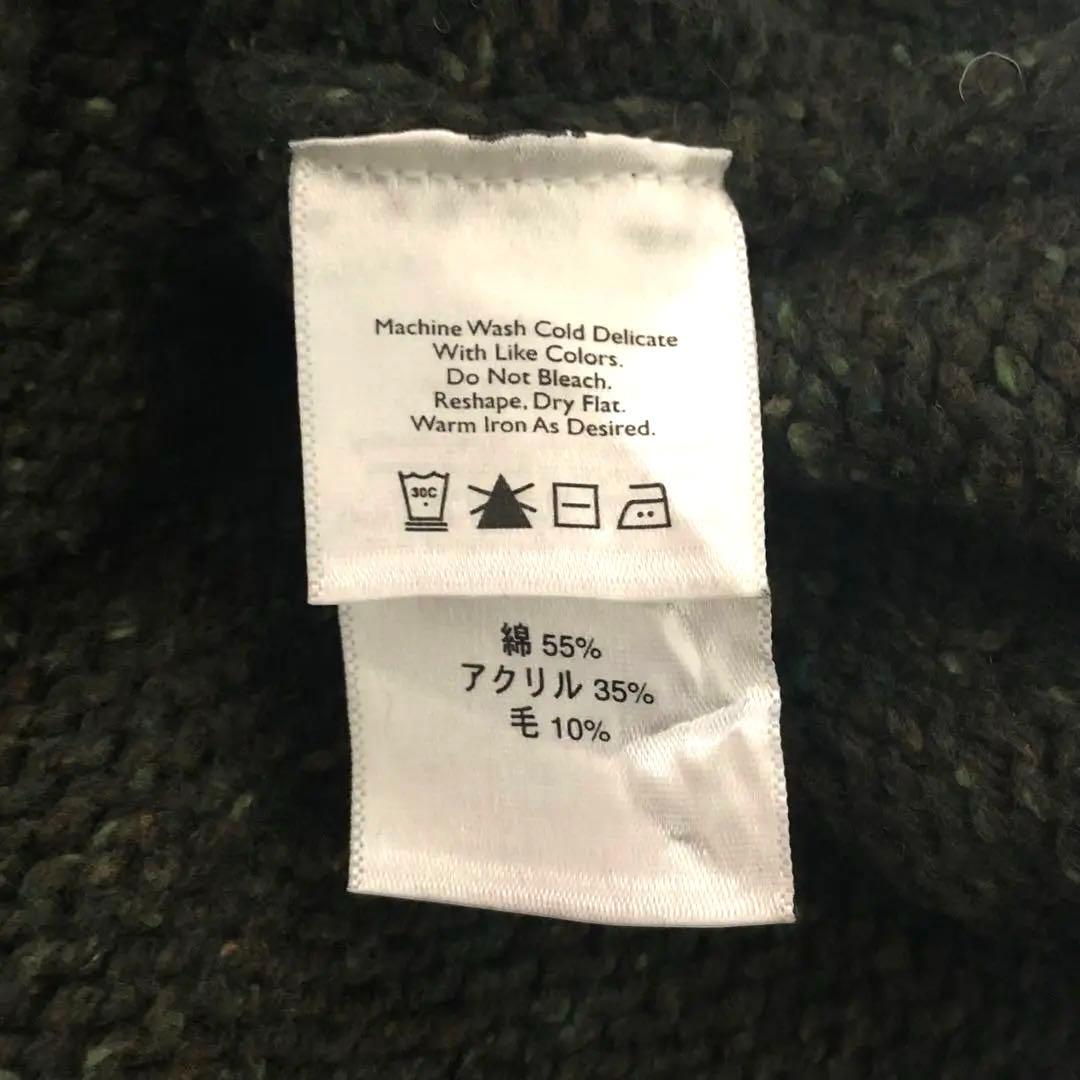 Machine Wash Cold Delicate
With Like Colors.
Do Not Bleach.
Reshape, Dry Flat.
Warm Iron As Desired.
30C
綿 55%
アクリル 35%
毛 10%